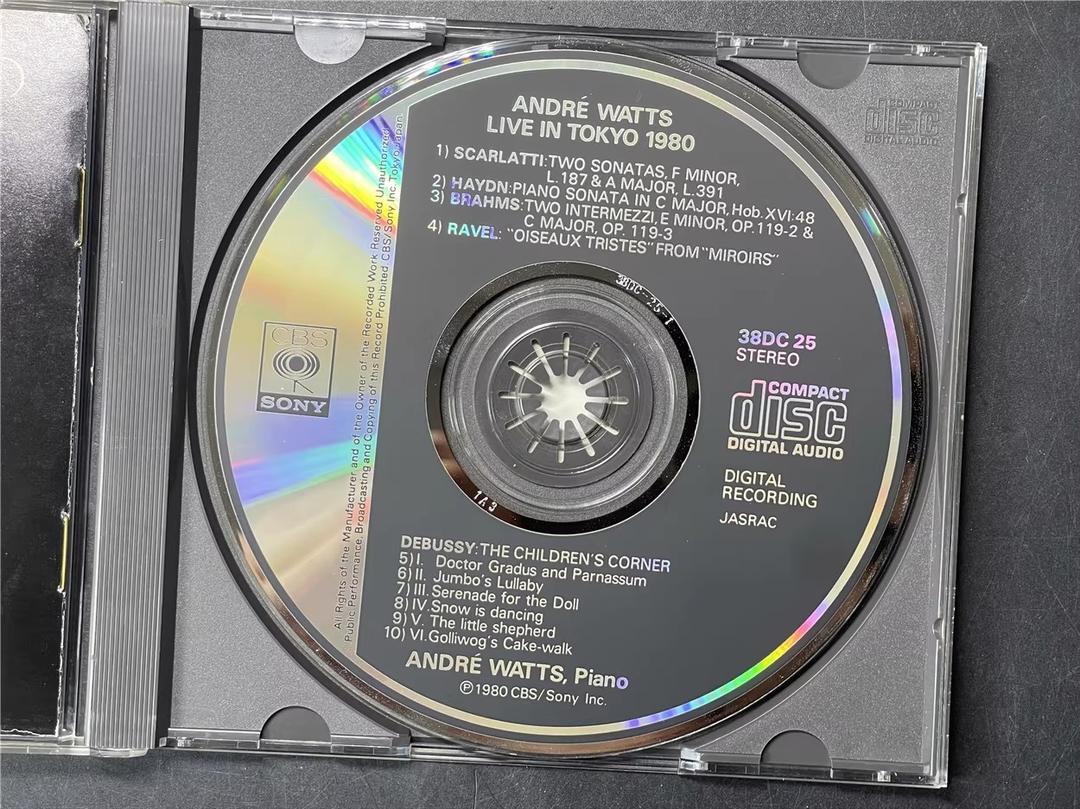 ANDRÉ WATTS
LIVE IN TOKYO 1980
1) SCARLATTI:TWO SONATAS, F MINOR,
L.187 & A MAJOR, L.391
2) HAYDN:PIANO SONATA IN C MAJOR, Hob. XVI:48
3) BRAHMS:TWO INTERMEZZI, E MINOR, OP.119-2 &
C MAJOR, OP. 119-3
4) RAVEL: "OISEAUX TRISTES" FROM "MIROIRS"
38DC-25-1
COMPACT
disc
DIGITAL AUDIO
38DC 25
STEREO
COMPACT
disc
DIGITAL AUDIO
DIGITAL
RECORDING
JASRAC
CBS
SONY
All Rights of the Manufacturer and of the Owner of the Recorded Work Reserved. Unauthorized
Public Performance, Broadcasting and Copying of this Record Prohibited. CBS/Sony Inc. Tokyo, Japan.
1A3
DEBUSSY:THE CHILDREN'S CORNER
5) I. Doctor Gradus and Parnassum
6) II. Jumbo's Lullaby
7) III. Serenade for the Doll
8) IV. Snow is dancing
9) V. The little shepherd
10) VI. Golliwog's Cake-walk
ANDRÉ WATTS, Piano
Ⓟ1980 CBS/Sony Inc.